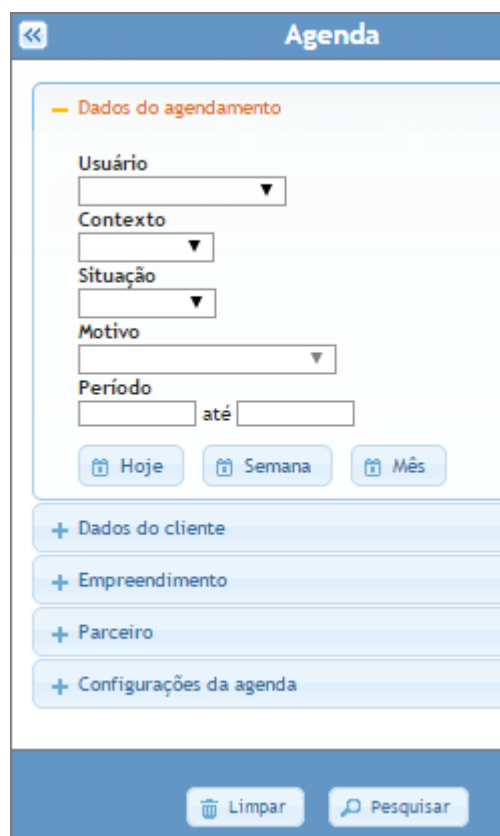 Agenda
Dados do agendamento
Usuário
Contexto
Situação
Motivo
Período
até
Hoje Semana Mês
Dados do cliente
Empreendimento
Parceiro
Configurações da agenda
Limpar Pesquisar